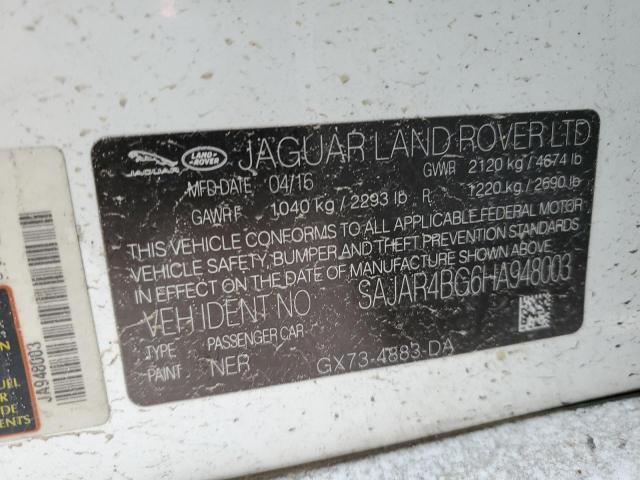 JAGUAR LAND-ROVER JAGUAR LAND ROVER LTD
MFD-DATE 04/15 GVWR 2120 kg / 4674 lb
GAWR F 1040 kg / 2293 lb R 1220 kg / 2690 lb
THIS VEHICLE CONFORMS TO ALL APPLICABLE FEDERAL MOTOR
VEHICLE SAFETY, BUMPER AND THEFT PREVENTION STANDARDS
IN EFFECT ON THE DATE OF MANUFACTURE SHOWN ABOVE.
VEH IDENT NO SAJAR4BG6HA948003
TYPE PASSENGER CAR
PAINT NER GX73-4883-DA
JA948003